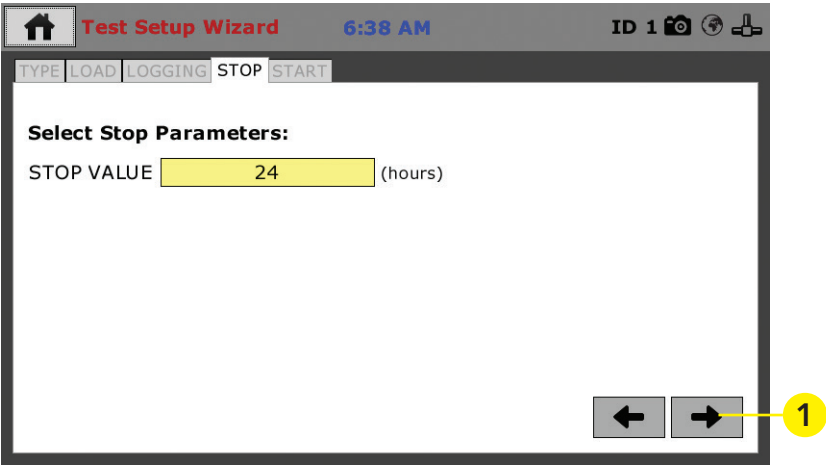 Test Setup Wizard 6:38 AM ID 1
TYPE LOAD LOGGING STOP START
Select Stop Parameters:
STOP VALUE 24 (hours)
1